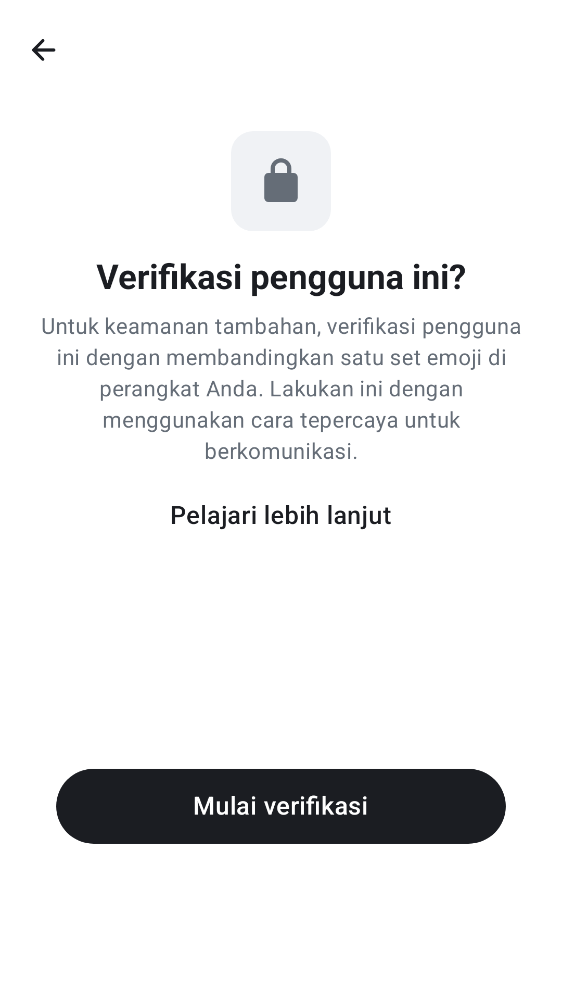 Verifikasi pengguna ini?
Untuk keamanan tambahan, verifikasi pengguna
ini dengan membandingkan satu set emoji di
perangkat Anda. Lakukan ini dengan
menggunakan cara tepercaya untuk
berkomunikasi.
Pelajari lebih lanjut
Mulai verifikasi